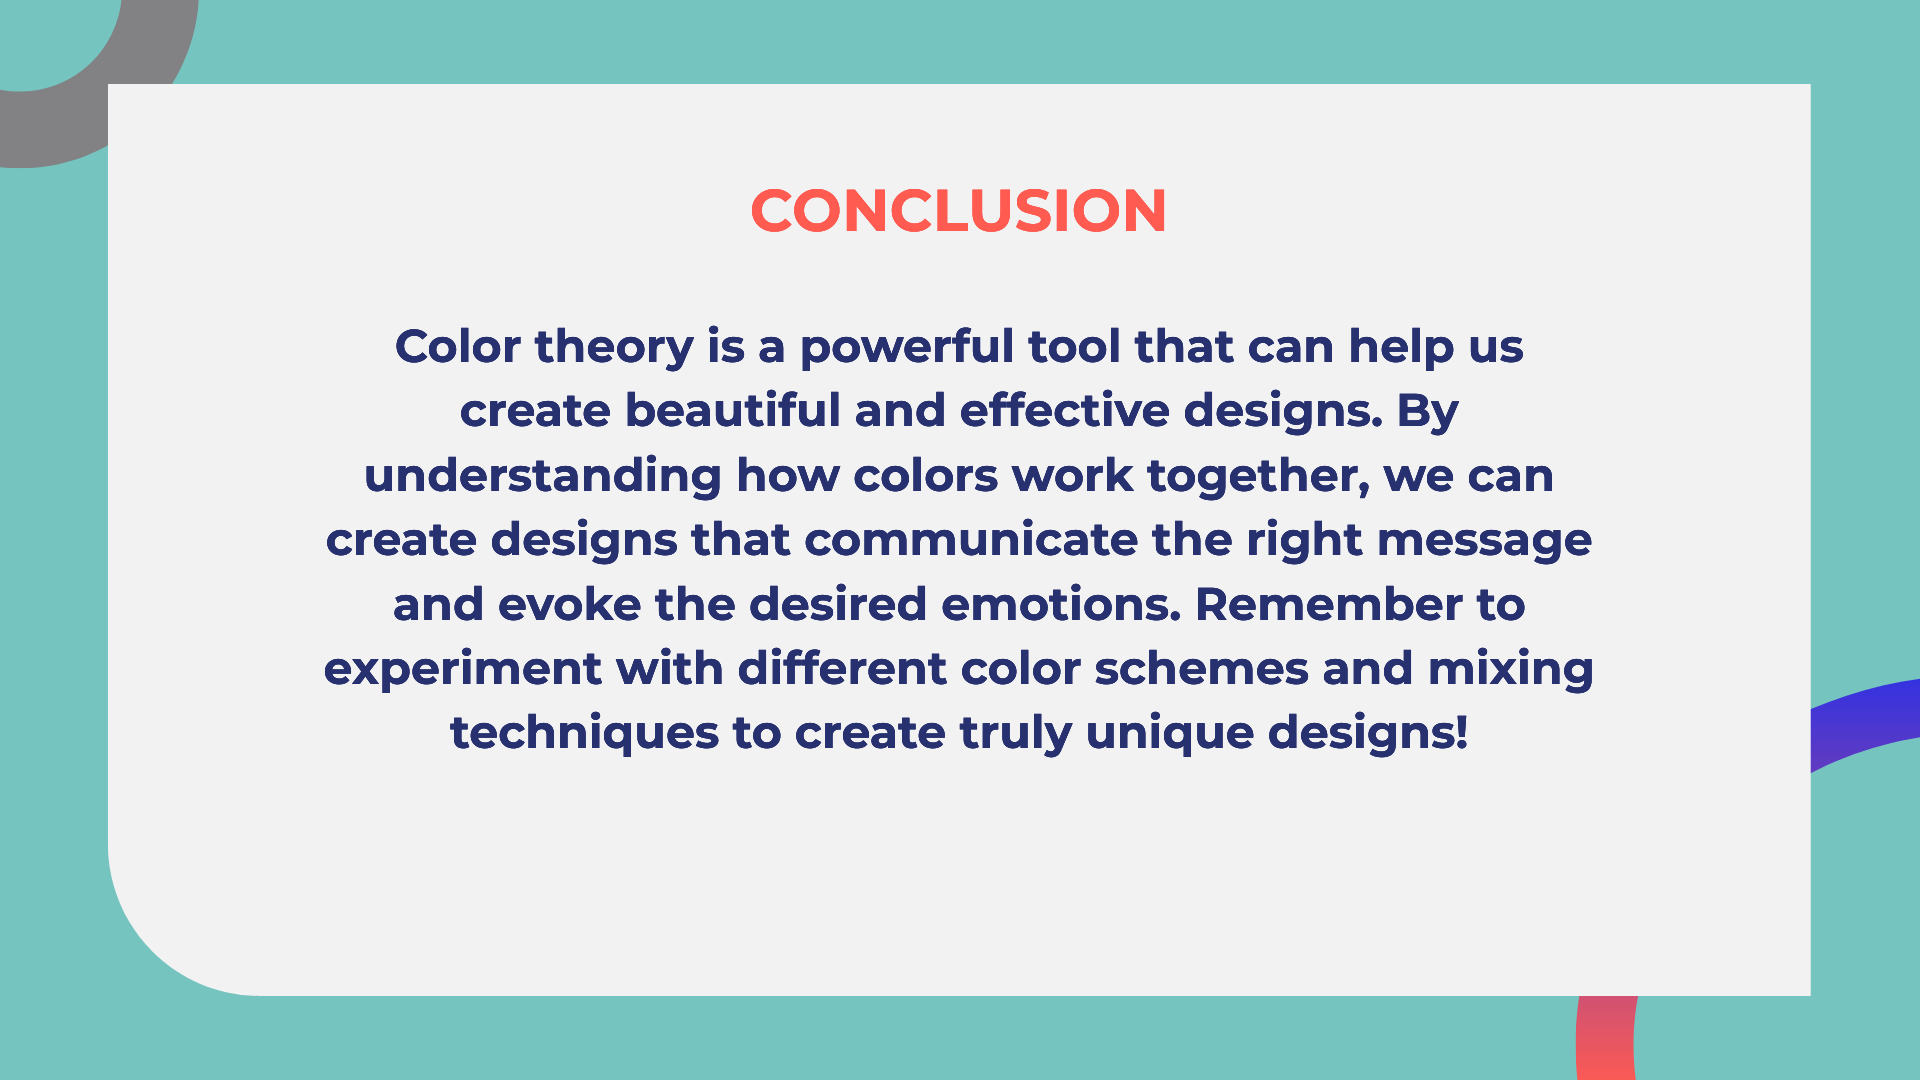 CONCLUSION
Color theory is a powerful tool that can help us
create beautiful and effective designs. By
understanding how colors work together, we can
create designs that communicate the right message
and evoke the desired emotions. Remember to
experiment with different color schemes and mixing
techniques to create truly unique designs!